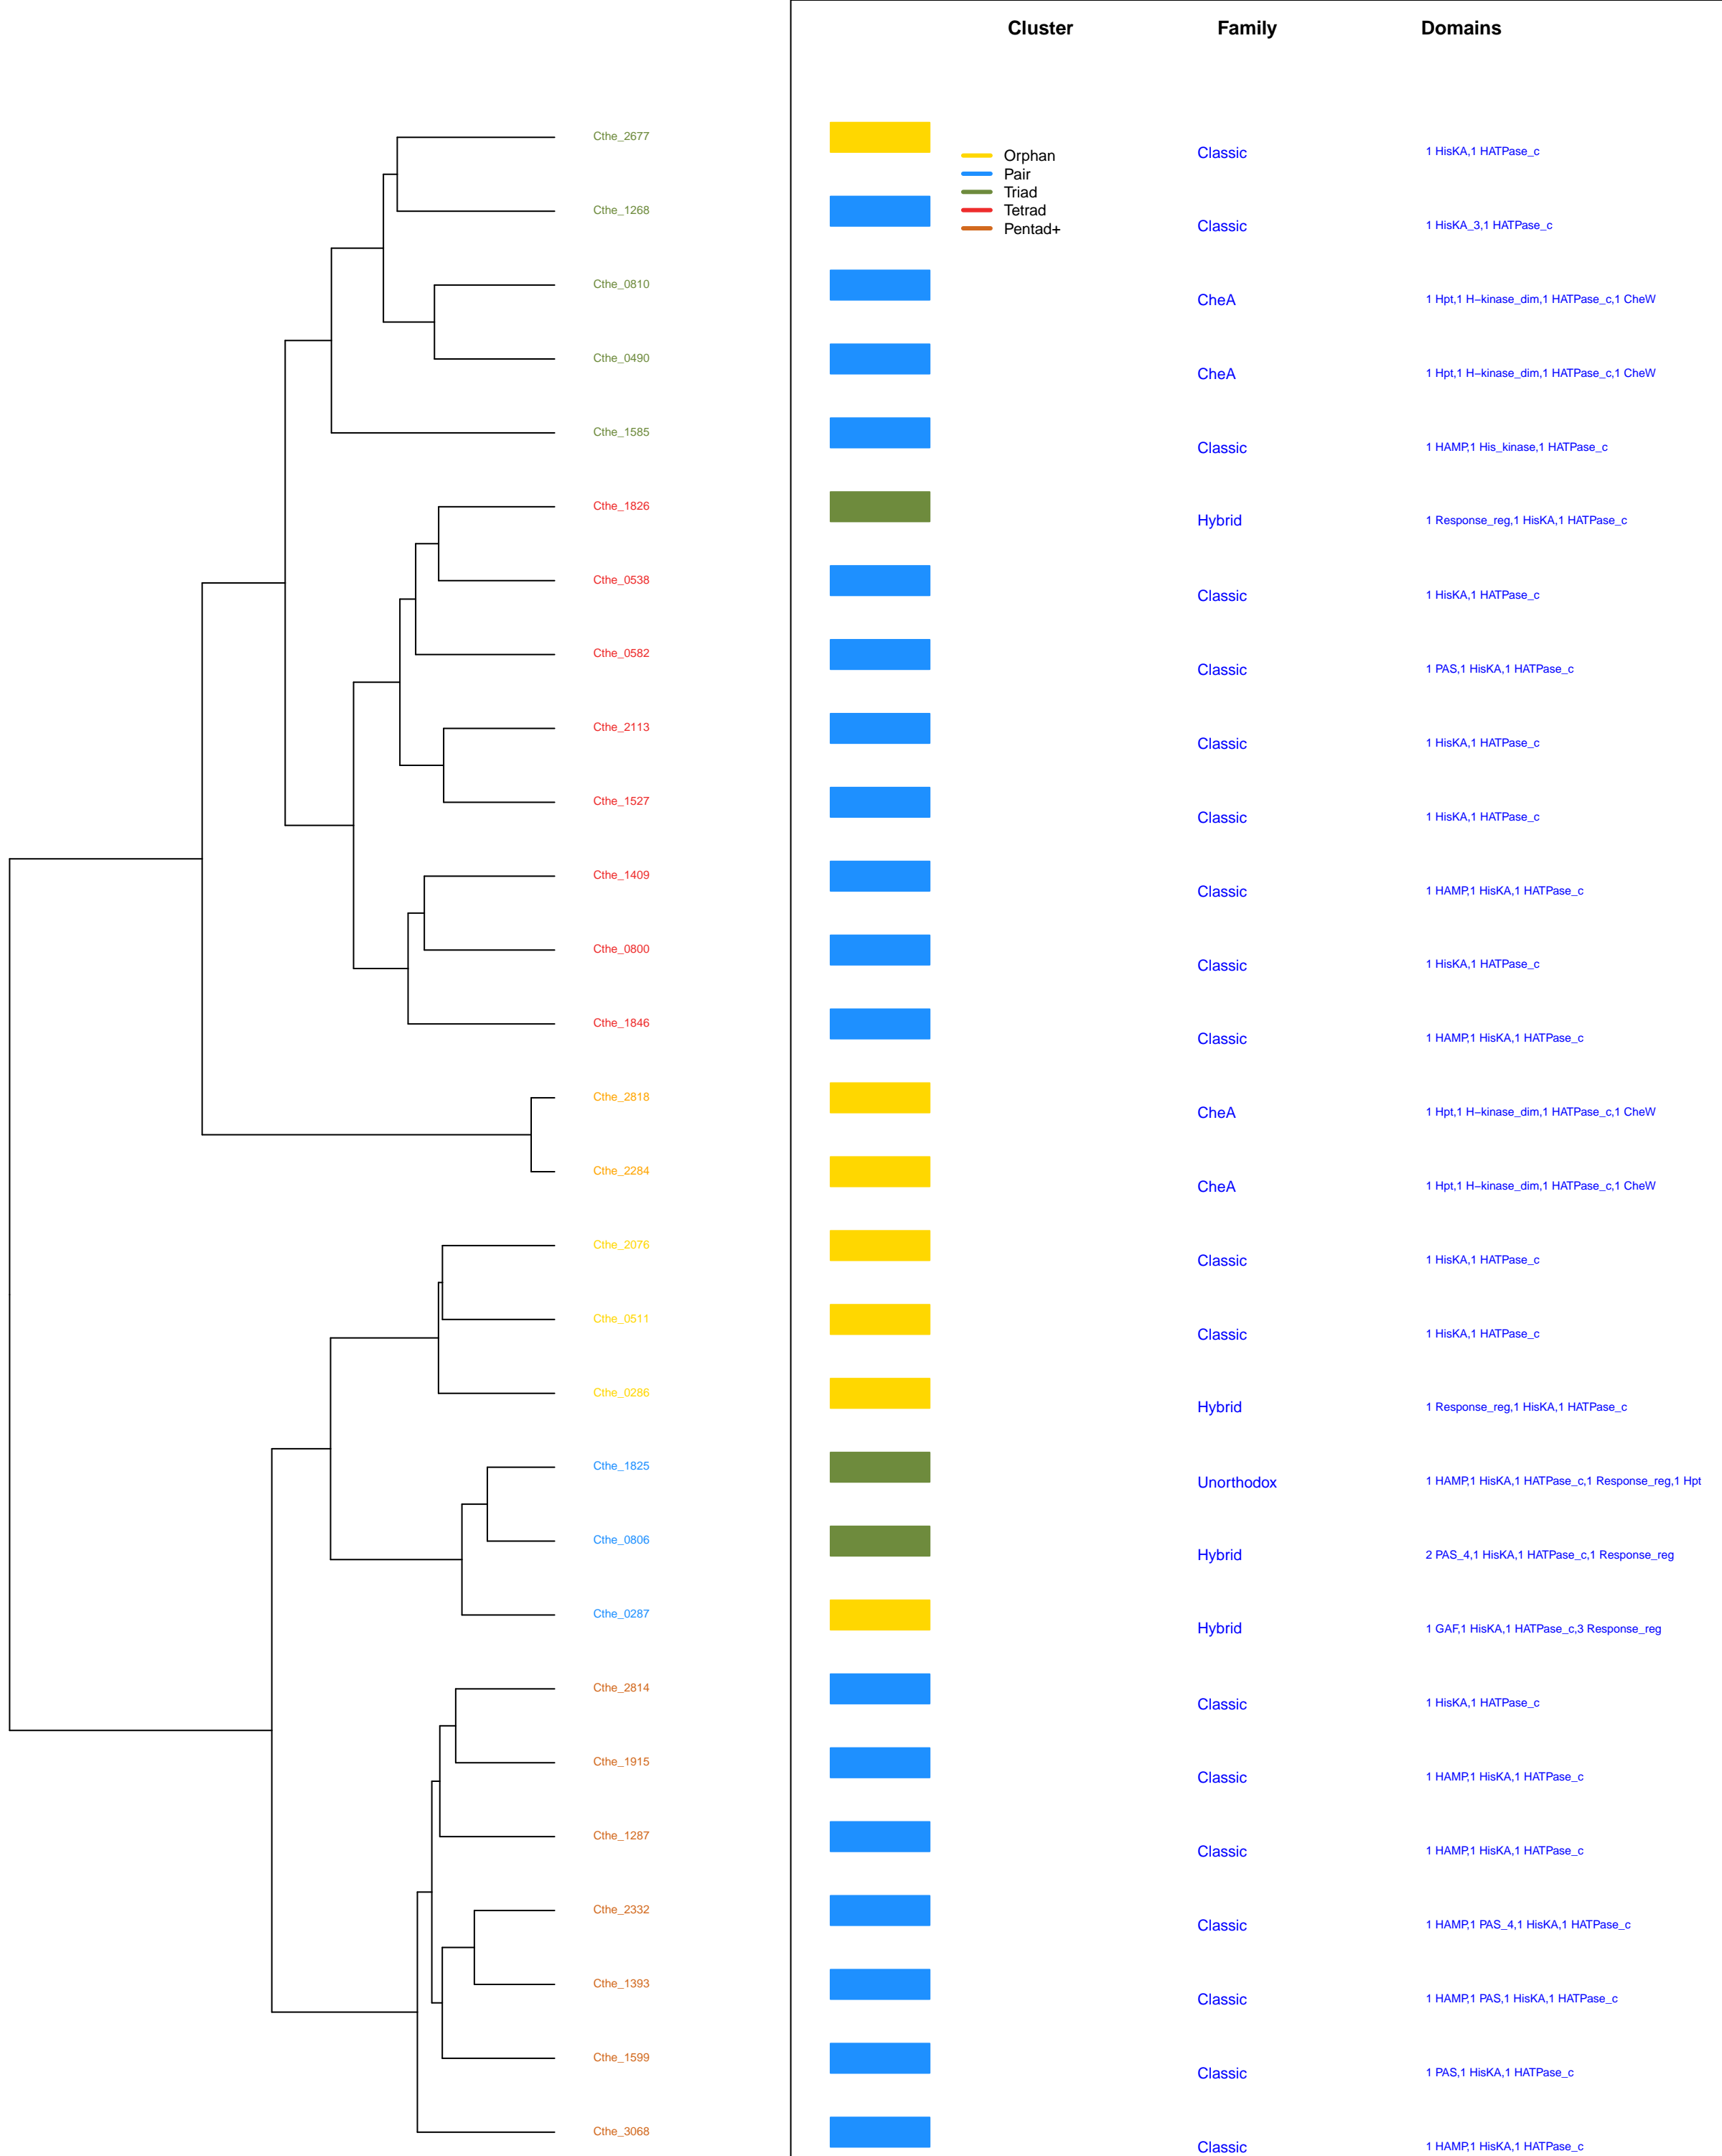 Cluster Family Domains
Cthe_2677 Classic 1 HisKA,1 HATPase_c
Orphan
Pair
Triad
Tetrad
Pentad+
Cthe_1268 Classic 1 HisKA_3,1 HATPase_c
Cthe_0810 CheA 1 Hpt,1 H−kinase_dim,1 HATPase_c,1 CheW
Cthe_0490 CheA 1 Hpt,1 H−kinase_dim,1 HATPase_c,1 CheW
Cthe_1585 Classic 1 HAMP,1 His_kinase,1 HATPase_c
Cthe_1826 Hybrid 1 Response_reg,1 HisKA,1 HATPase_c
Cthe_0538 Classic 1 HisKA,1 HATPase_c
Cthe_0582 Classic 1 PAS,1 HisKA,1 HATPase_c
Cthe_2113 Classic 1 HisKA,1 HATPase_c
Cthe_1527 Classic 1 HisKA,1 HATPase_c
Cthe_1409 Classic 1 HAMP,1 HisKA,1 HATPase_c
Cthe_0800 Classic 1 HisKA,1 HATPase_c
Cthe_1846 Classic 1 HAMP,1 HisKA,1 HATPase_c
Cthe_2818 CheA 1 Hpt,1 H−kinase_dim,1 HATPase_c,1 CheW
Cthe_2284 CheA 1 Hpt,1 H−kinase_dim,1 HATPase_c,1 CheW
Cthe_2076 Classic 1 HisKA,1 HATPase_c
Cthe_0511 Classic 1 HisKA,1 HATPase_c
Cthe_0286 Hybrid 1 Response_reg,1 HisKA,1 HATPase_c
Cthe_1825 Unorthodox 1 HAMP,1 HisKA,1 HATPase_c,1 Response_reg,1 Hpt
Cthe_0806 Hybrid 2 PAS_4,1 HisKA,1 HATPase_c,1 Response_reg
Cthe_0287 Hybrid 1 GAF,1 HisKA,1 HATPase_c,3 Response_reg
Cthe_2814 Classic 1 HisKA,1 HATPase_c
Cthe_1915 Classic 1 HAMP,1 HisKA,1 HATPase_c
Cthe_1287 Classic 1 HAMP,1 HisKA,1 HATPase_c
Cthe_2332 Classic 1 HAMP,1 PAS_4,1 HisKA,1 HATPase_c
Cthe_1393 Classic 1 HAMP,1 PAS,1 HisKA,1 HATPase_c
Cthe_1599 Classic 1 PAS,1 HisKA,1 HATPase_c
Cthe_3068 Classic 1 HAMP,1 HisKA,1 HATPase_c